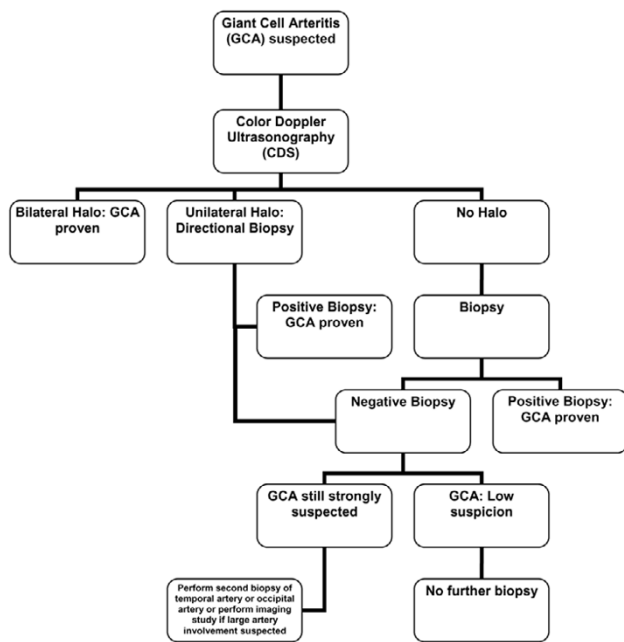 Giant Cell Arteritis
(GCA) suspected
Color Doppler
Ultrasonography
(CDS)
Bilateral Halo: GCA
proven
Unilateral Halo:
Directional Biopsy
No Halo
Positive Biopsy:
GCA proven
Biopsy
Negative Biopsy
Positive Biopsy:
GCA proven
GCA still strongly
suspected
GCA: Low
suspicion
Perform second biopsy of
temporal artery or occipital
artery or perform imaging
study if large artery
involvement suspected
No further biopsy